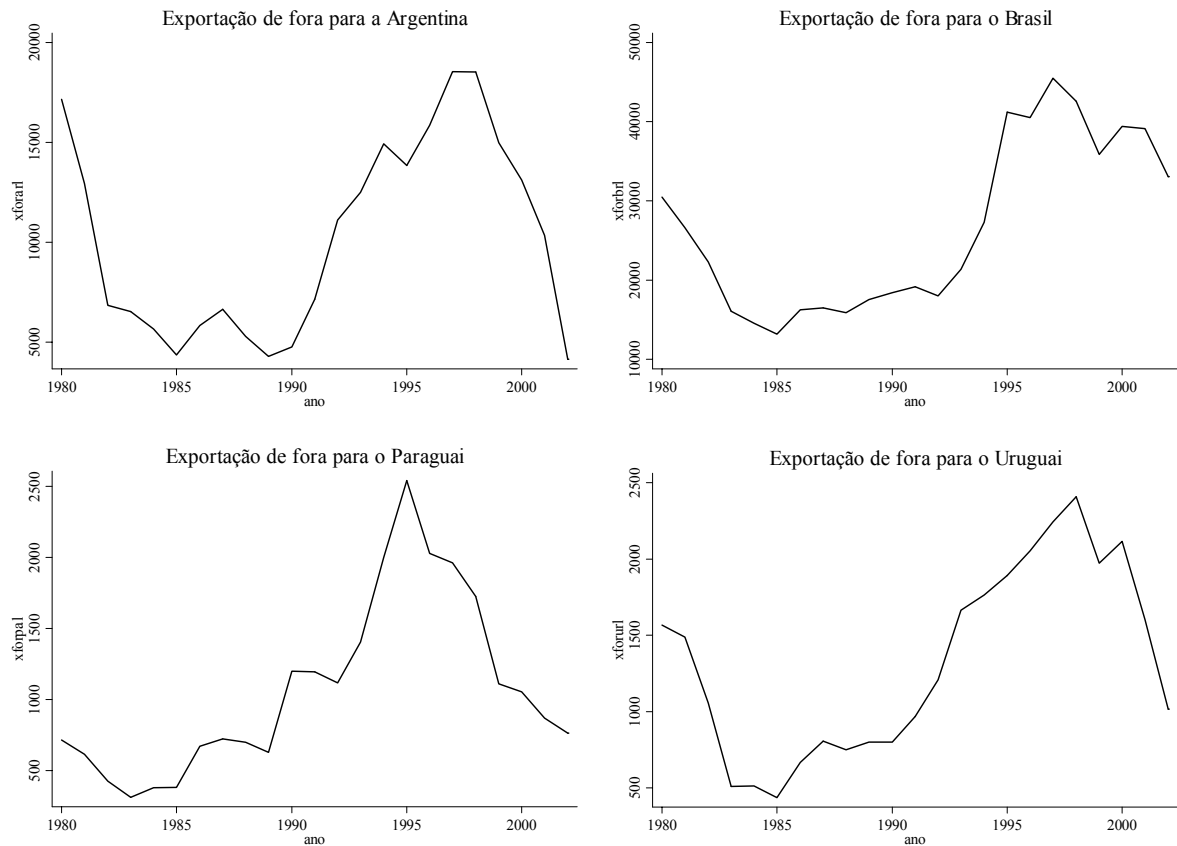 Exportação de fora para a Argentina
xforarl
20000
15000
10000
5000
1980 1985 1990 1995 2000
ano
Exportação de fora para o Brasil
xforbrl
50000
40000
30000
20000
10000
1980 1985 1990 1995 2000
ano
Exportação de fora para o Paraguai
xforpal
2500
2000
1500
1000
500
1980 1985 1990 1995 2000
ano
Exportação de fora para o Uruguai
xforurl
2500
2000
1500
1000
500
1980 1985 1990 1995 2000
ano